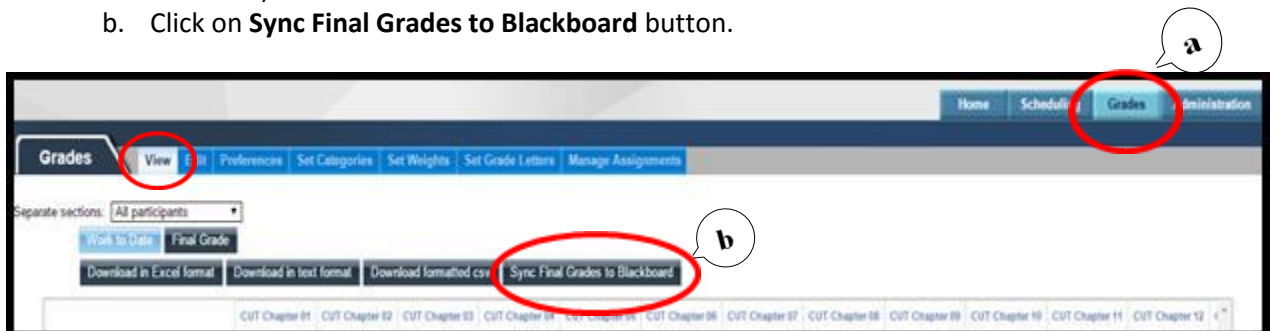 b. Click on Sync Final Grades to Blackboard button.
a
Home Scheduling Grades Administration
Grades View Edit Preferences Set Categories Set Weights Set Grade Letters Manage Assignments
Separate sections: All participants
b
Work to Date Final Grade
Download in Excel format Download in text format Download formatted csv Sync Final Grades to Blackboard
CUT Chapter 01 CUT Chapter 02 CUT Chapter 03 CUT Chapter 04 CUT Chapter 05 CUT Chapter 06 CUT Chapter 07 CUT Chapter 08 CUT Chapter 09 CUT Chapter 10 CUT Chapter 11 CUT Chapter 12